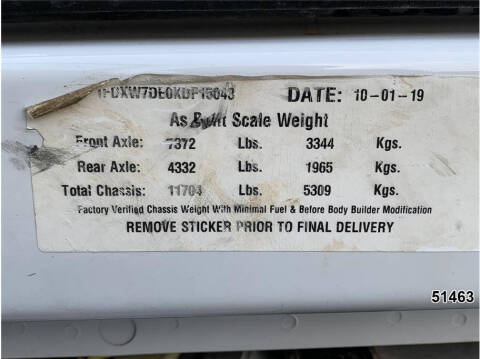 1FDXW7DE0KDF15043 DATE: 10-01-19
As Built Scale Weight
Front Axle: 7372 Lbs. 3344 Kgs.
Rear Axle: 4332 Lbs. 1965 Kgs.
Total Chassis: 11704 Lbs. 5309 Kgs.
Factory Verified Chassis Weight With Minimal Fuel & Before Body Builder Modification
REMOVE STICKER PRIOR TO FINAL DELIVERY
51463